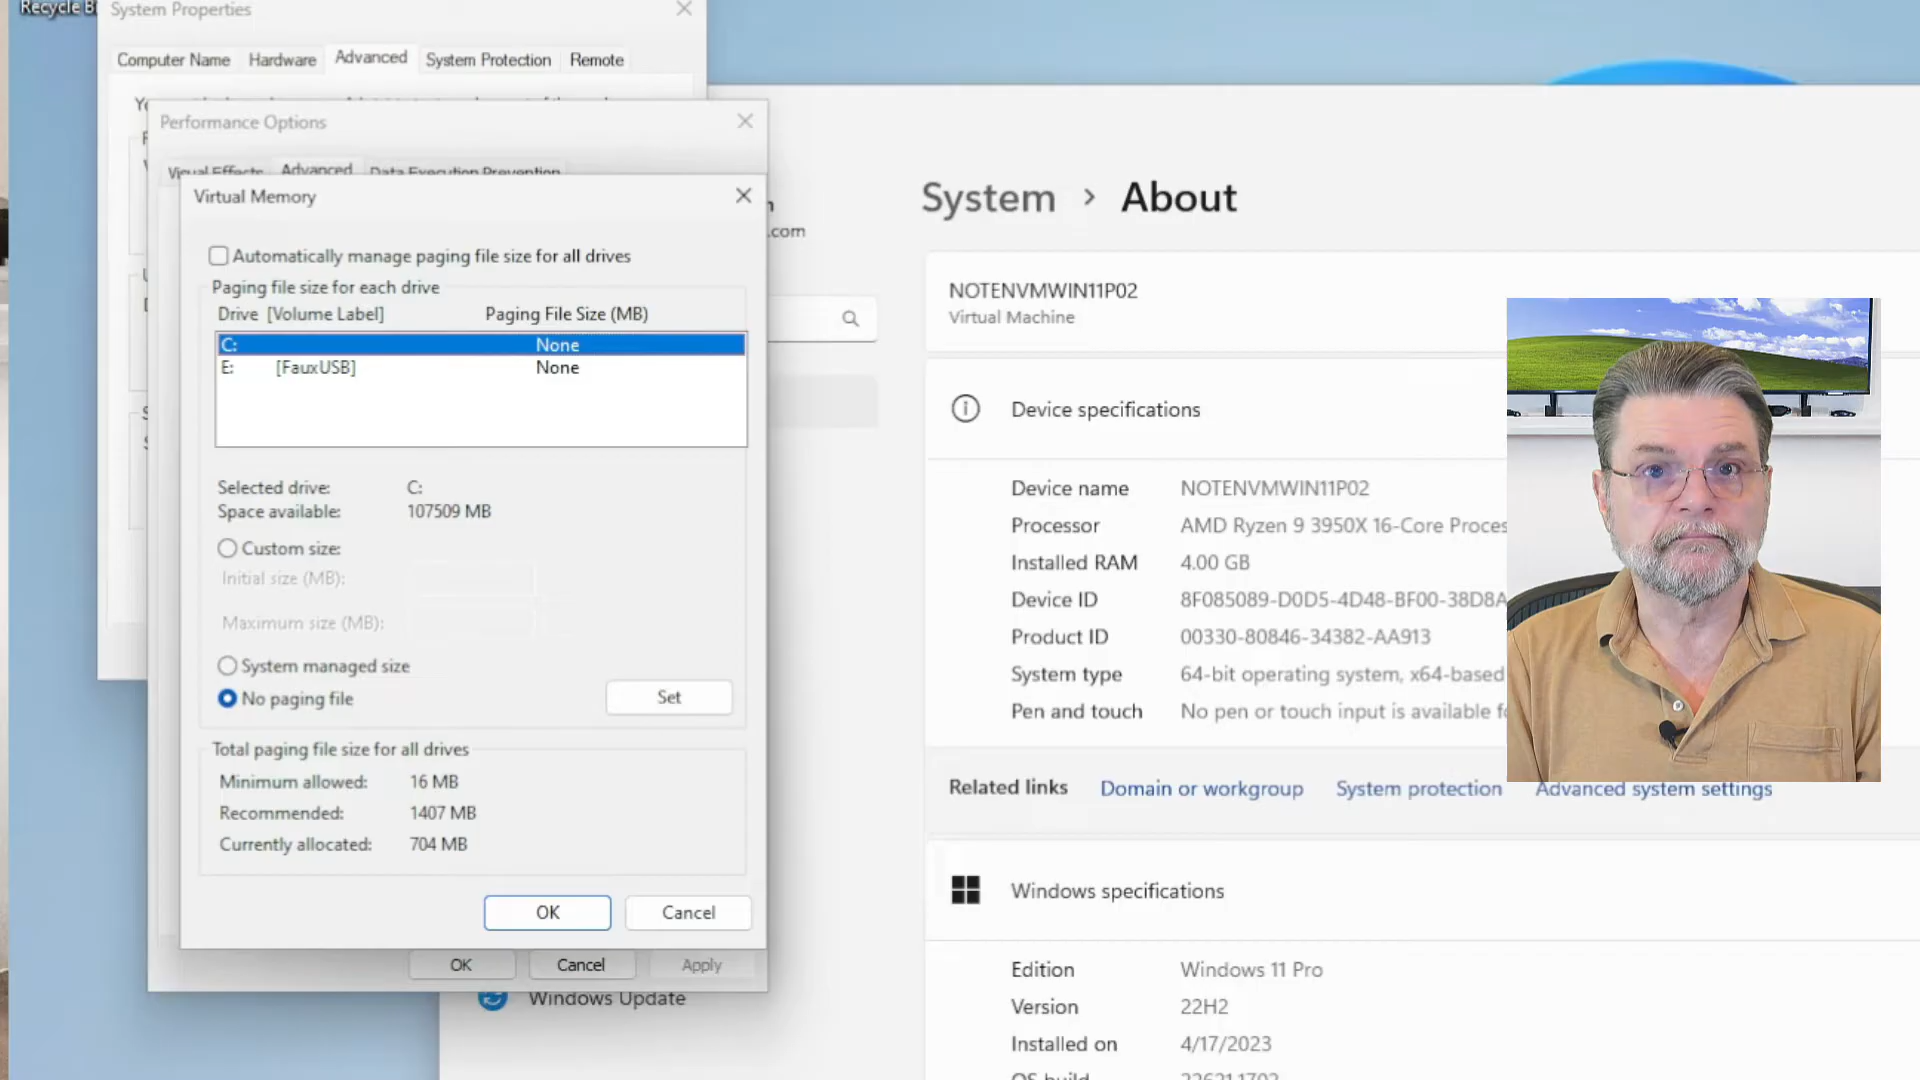 Recycle Bi
System Properties
Computer Name
Hardware
Advanced
System Protection
Remote
Performance Options
Visual Effects
Advanced
Data Execution Prevention
Virtual Memory
Automatically manage paging file size for all drives
Paging file size for each drive
Drive [Volume Label]
Paging File Size (MB)
C:
None
E:
[FauxUSB]
None
Selected drive:
C:
Space available:
107509 MB
Custom size:
Initial size (MB):
Maximum size (MB):
System managed size
No paging file
Set
Total paging file size for all drives
Minimum allowed:
16 MB
Recommended:
1407 MB
Currently allocated:
704 MB
OK
Cancel
OK
Cancel
Apply
Windows Update
.com
System > About
NOTENVMWIN11P02
Virtual Machine
Device specifications
Device name
NOTENVMWIN11P02
Processor
AMD Ryzen 9 3950X 16-Core Proces
Installed RAM
4.00 GB
Device ID
8F085089-D0D5-4D48-BF00-38D8A
Product ID
00330-80846-34382-AA913
System type
64-bit operating system, x64-based
Pen and touch
No pen or touch input is available fo
Related links
Domain or workgroup
System protection
Advanced system settings
Windows specifications
Edition
Windows 11 Pro
Version
22H2
Installed on
4/17/2023
OS build
22621.1702